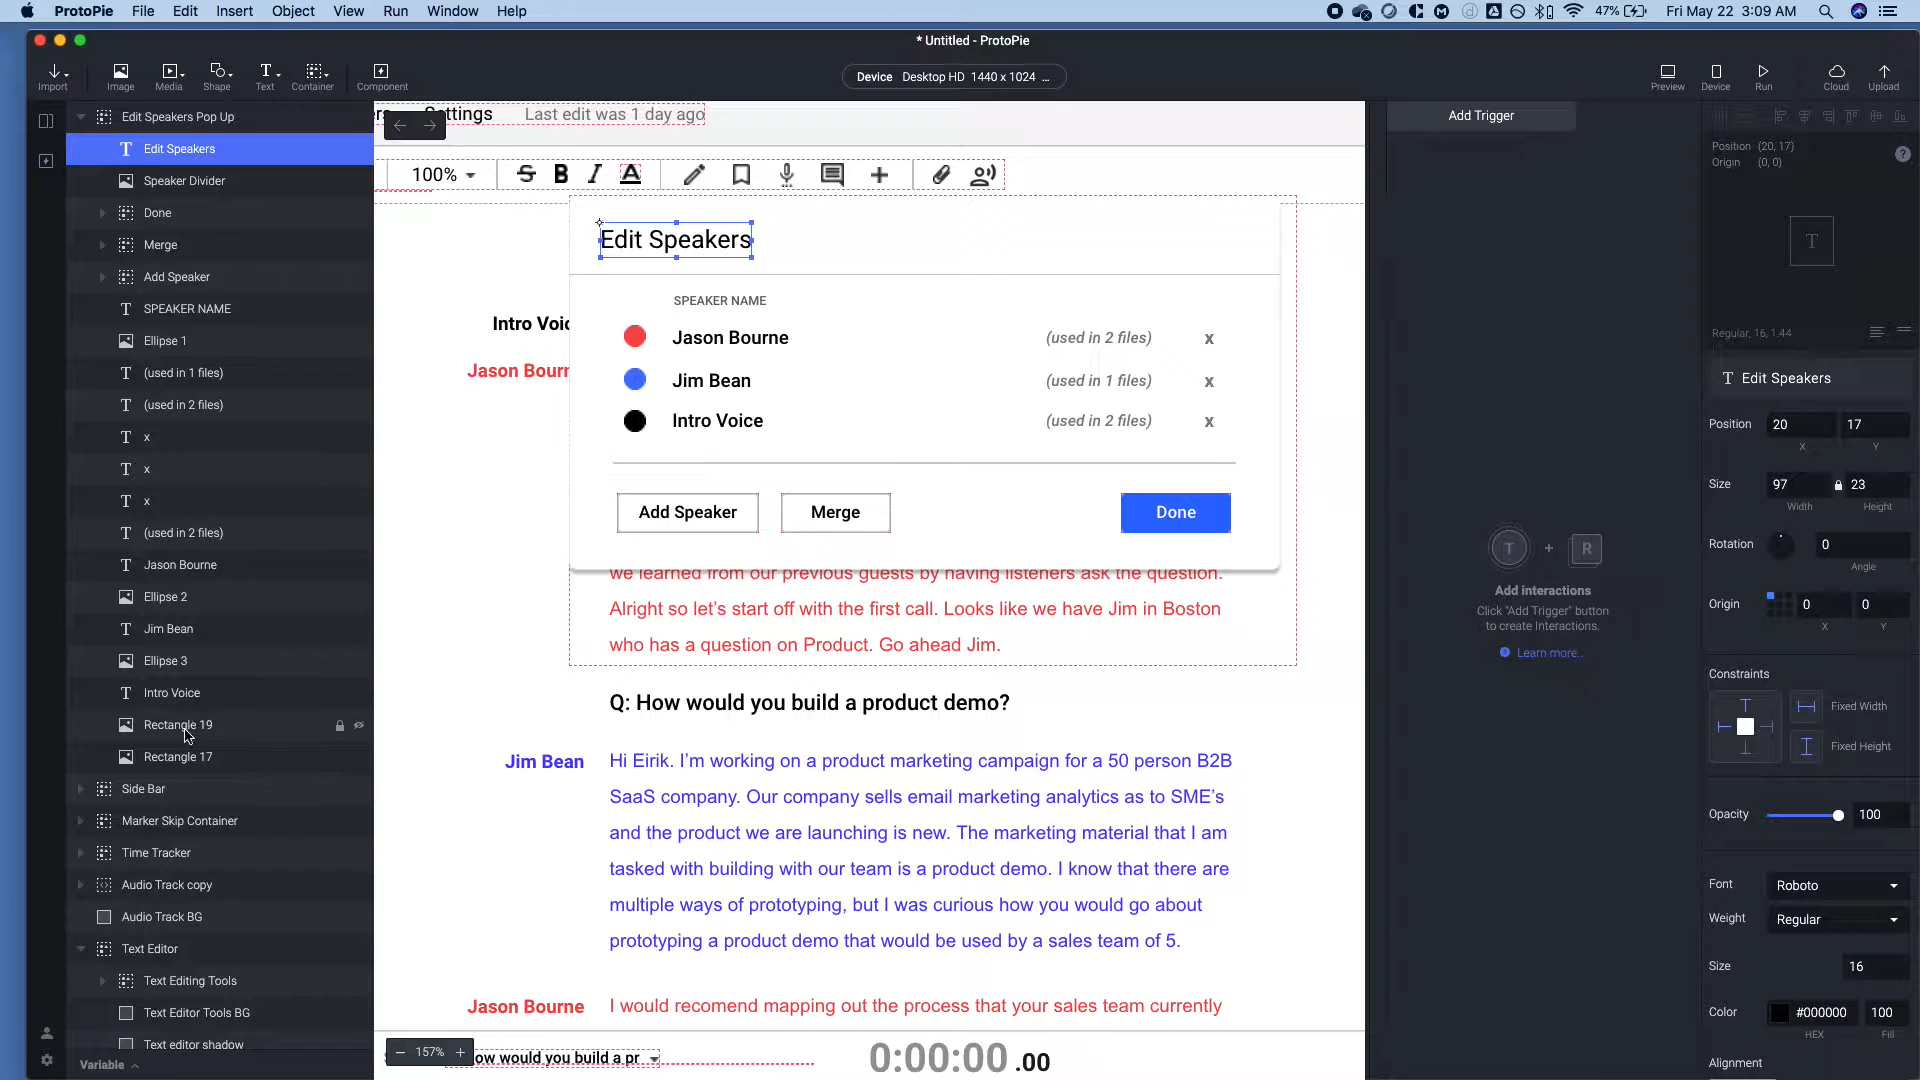 ProtoPie File Edit Insert Object View Run Window Help
47% Fri May 22 3:09 AM
* Untitled - ProtoPie
Import Image Media Shape Text Container Component
Device Desktop HD 1440 x 1024 ...
Preview Device Run Cloud Upload
Edit Speakers Pop Up
Edit Speakers
Speaker Divider
Done
Merge
Add Speaker
SPEAKER NAME
Ellipse 1
(used in 1 files)
(used in 2 files)
x
x
x
(used in 2 files)
Jason Bourne
Ellipse 2
Jim Bean
Ellipse 3
Intro Voice
Rectangle 19
Rectangle 17
Side Bar
Marker Skip Container
Time Tracker
Audio Track copy
Audio Track BG
Text Editor
Text Editing Tools
Text Editor Tools BG
Text editor shadow
Variable
ttings Last edit was 1 day ago
100% S B I A
Edit Speakers
SPEAKER NAME
Jason Bourne (used in 2 files) x
Jim Bean (used in 1 files) x
Intro Voice (used in 2 files) x
Add Speaker Merge Done
Intro Voic
Jason Bourn
we learned from our previous guests by having listeners ask the question.
Alright so let's start off with the first call. Looks like we have Jim in Boston
who has a question on Product. Go ahead Jim.
Q: How would you build a product demo?
Jim Bean Hi Eirik. I'm working on a product marketing campaign for a 50 person B2B
SaaS company. Our company sells email marketing analytics as to SME's
and the product we are launching is new. The marketing material that I am
tasked with building with our team is a product demo. I know that there are
multiple ways of prototyping, but I was curious how you would go about
prototyping a product demo that would be used by a sales team of 5.
Jason Bourne I would recomend mapping out the process that your sales team currently
157% ow would you build a pr 0:00:00 .00
Add Trigger
T + R
Add interactions
Click "Add Trigger" button
to create Interactions.
Learn more..
Position (20, 17)
Origin (0, 0)
T
Regular, 16, 1.44
T Edit Speakers
Position 20 17
X Y
Size 97 23
Width Height
Rotation 0
Angle
Origin 0 0
X Y
Constraints
Fixed Width
Fixed Height
Opacity 100
Font Roboto
Weight Regular
Size 16
Color #000000 100
HEX Fill
Alignment